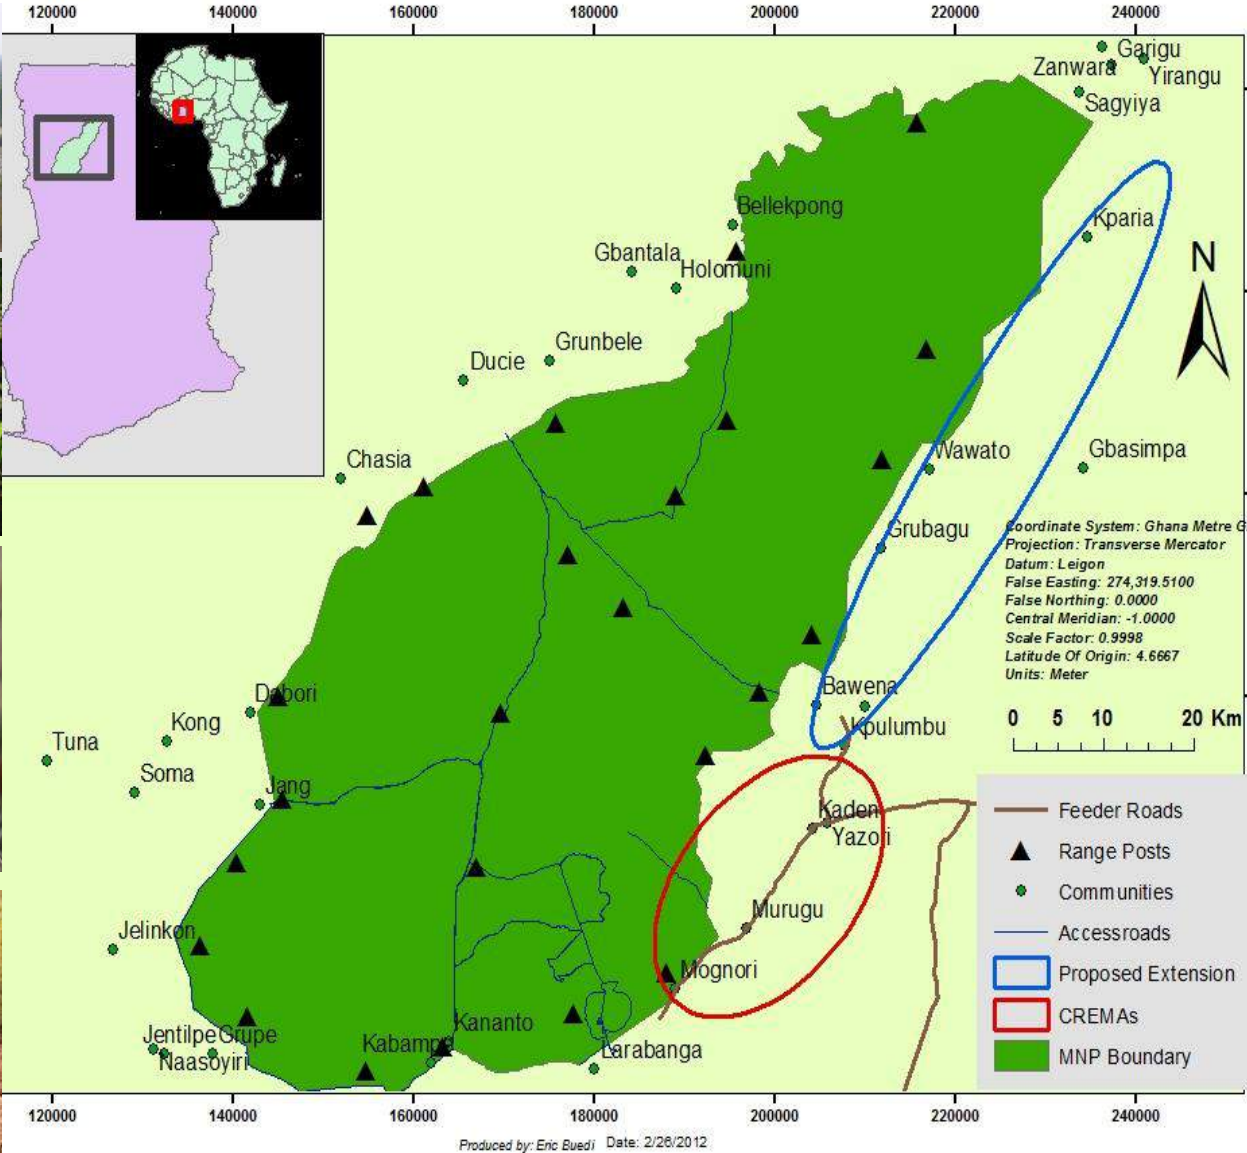 120000 140000 160000 180000 200000 220000 240000
Garigu
Zanwara
Yirangu
Sagyiya
Bellekpong
Kparia
Gbantala
Holomuni
N
Grunbele
Ducie
Chasia
Wawato
Gbasimpa
Grubagu
Coordinate System: Ghana Metre G
Projection: Transverse Mercator
Datum: Leigon
False Easting: 274,319.5100
False Northing: 0.0000
Central Meridian: -1.0000
Scale Factor: 0.9998
Latitude Of Origin: 4.6667
Units: Meter
Dabori
Bawena
Kong
Kpulumbu
0 5 10 20 Km
Tuna
Soma
Jang
Kaden
Yazori
Murugu
Jelinkon
Mognori
Kananto
Jentilpe Grupe
Naasoyiri
Kabampe
Larabanga
Feeder Roads
Range Posts
Communities
Accessroads
Proposed Extension
CREMAs
MNP Boundary
120000 140000 160000 180000 200000 220000 240000
Produced by: Eric Buedi Date: 2/26/2012